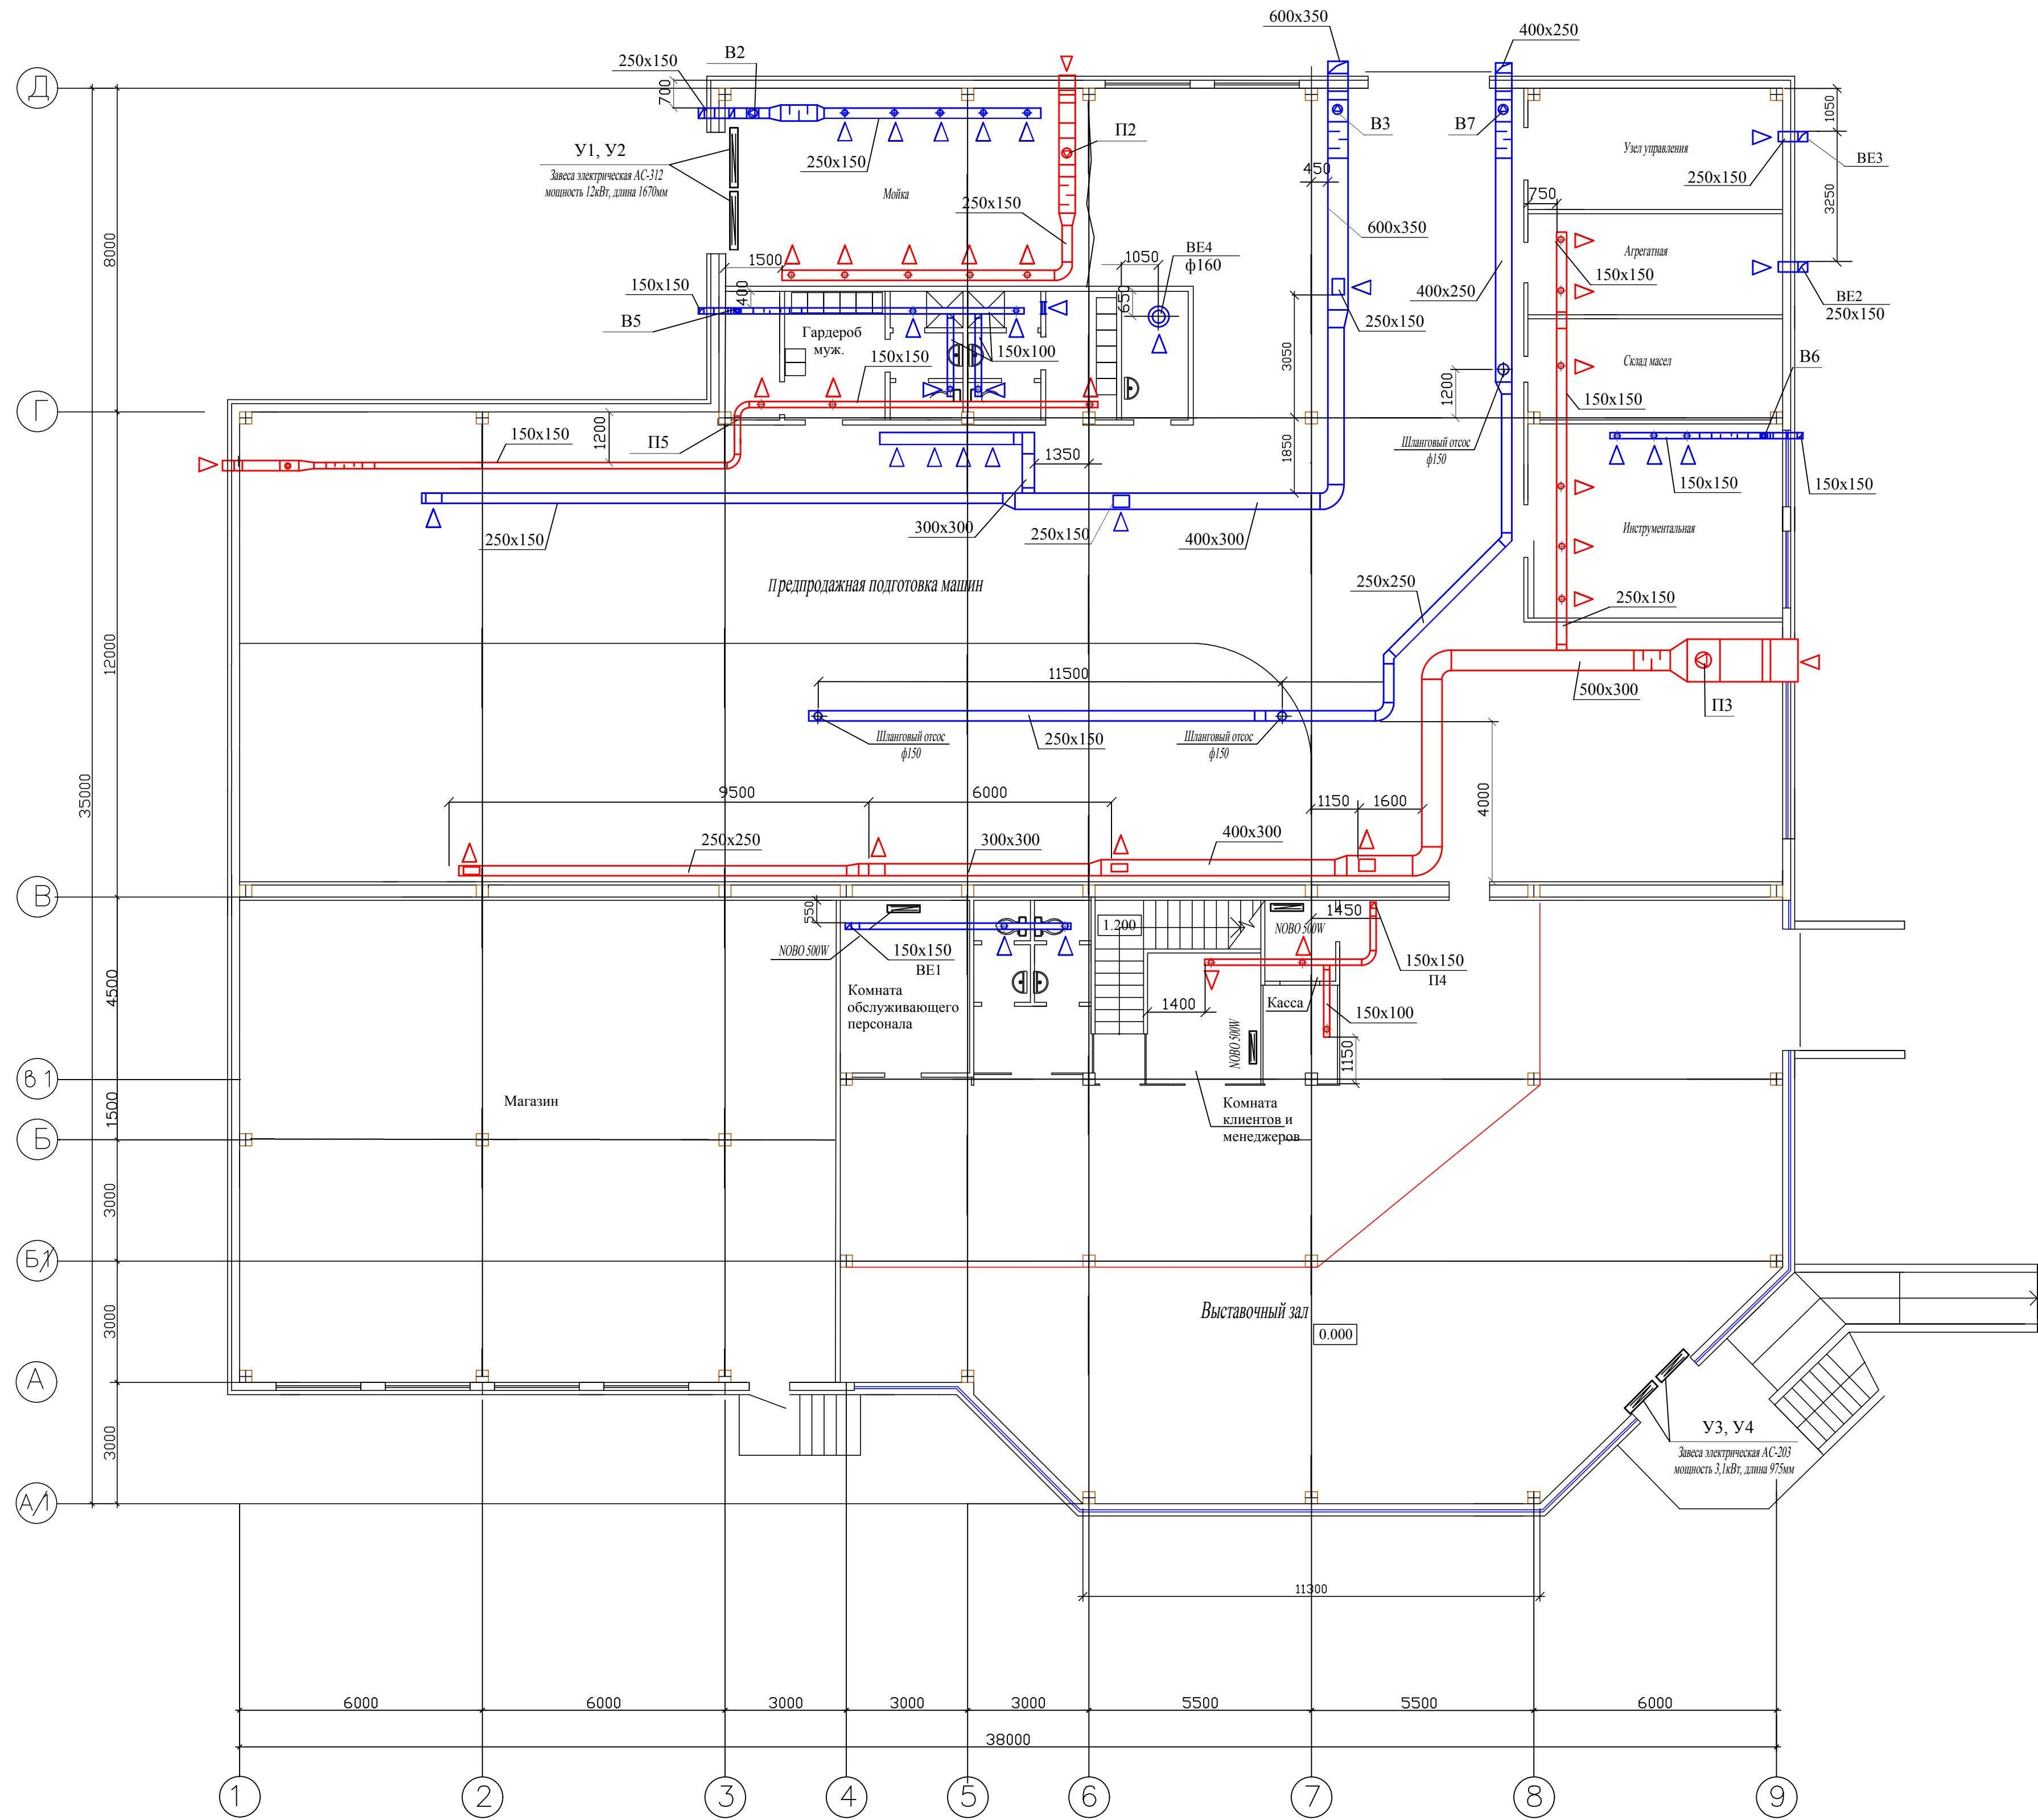 600х350
400х250
250х150
В2
700
Д
В3
В7
1050
П2
У1, У2
Завеса электрическая АС-312
мощность 12кВт, длина 1670мм
250х150
Мойка
450
Узел управления
ВЕ3
250х150
3250
750
250х150
600х350
8000
1500
1050
ВЕ4
ф160
Агрегатная
150х150
150х150
400
650
400х250
ВЕ2
250х150
В5
Гардероб
муж.
150х100
250х150
150х150
3050
В6
Склад масел
1200
150х150
Г
150х150
1200
П5
1350
1850
Шланговый отсос
ф150
150х150
150х150
250х150
300х300
250х150
400х300
Инструментальная
Предпродажная подготовка машин
250х250
250х150
12000
11500
500х300
П3
Шланговый отсос
ф150
250х150
Шланговый отсос
ф150
35000
9500
6000
1150
1600
4000
250х250
300х300
400х300
В
550
NOBO 500W
150х150
ВЕ1
1.200
1450
NOBO 500W
150х150
П4
4500
Комната
обслуживающего
персонала
1400
Касса
150х100
NOBO 500W
1150
в1
1500
Магазин
Комната
клиентов и
менеджеров
Б
3000
Б/1
3000
Выставочный зал
0.000
А
3000
У3, У4
Завеса электрическая АС-203
мощность 3,1кВт, длина 975мм
А/1
11300
6000
6000
3000
3000
3000
5500
5500
6000
38000
1
2
3
4
5
6
7
8
9